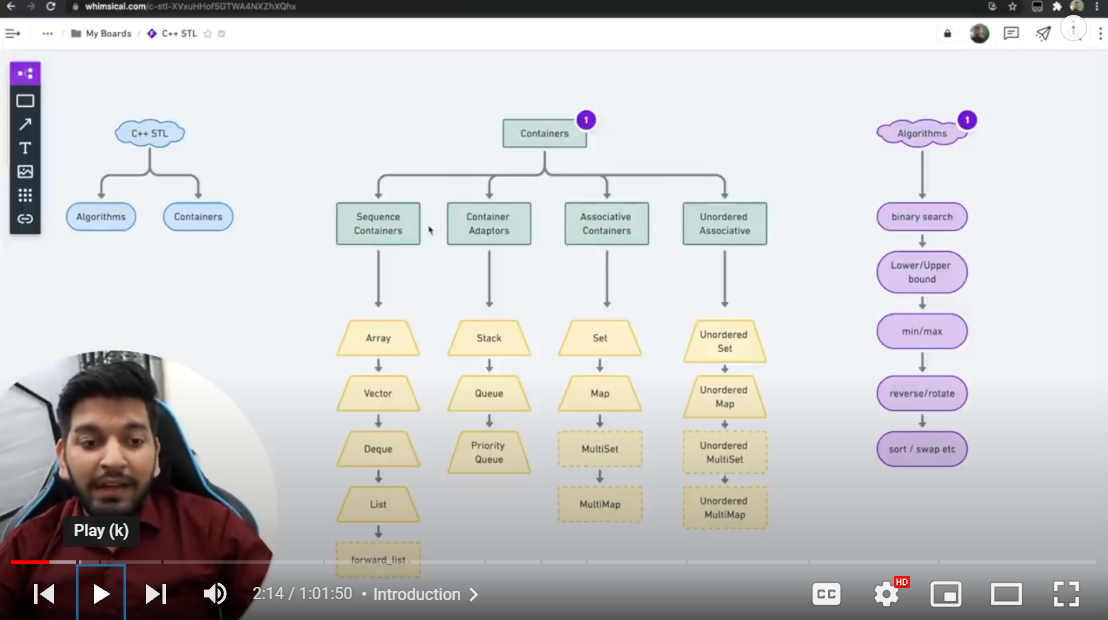 whimsical.com/c-stl-XVxuHHof5GTWA4NXZhXQhx
My Boards / C++ STL
C++ STL
Algorithms
Containers
Containers
1
Sequence
Containers
Container
Adaptors
Associative
Containers
Unordered
Associative
Array
Vector
Deque
List
forward_list
Stack
Queue
Priority
Queue
Set
Map
MultiSet
MultiMap
Unordered
Set
Unordered
Map
Unordered
MultiSet
Unordered
MultiMap
Algorithms
1
binary search
Lower/Upper
bound
min/max
reverse/rotate
sort / swap etc
T
Play (k)
2:14 / 1:01:50 • Introduction
CC
HD